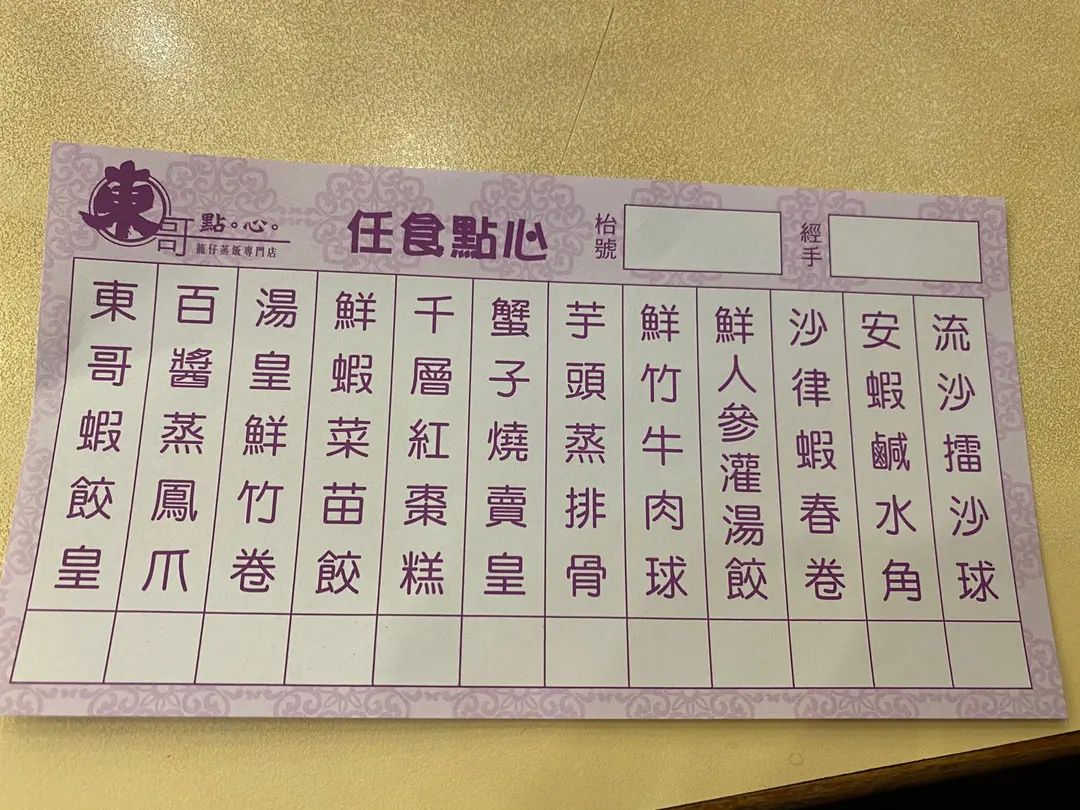 東哥 點。心。
籠仔蒸飯專門店
任食點心
枱號
經手
東哥蝦餃皇
百醬蒸鳳爪
湯皇鮮竹卷
鮮蝦菜苗餃
千層紅棗糕
蟹子燒賣皇
芋頭蒸排骨
鮮竹牛肉球
鮮人參灌湯餃
沙律蝦春卷
安蝦鹹水角
流沙擂沙球